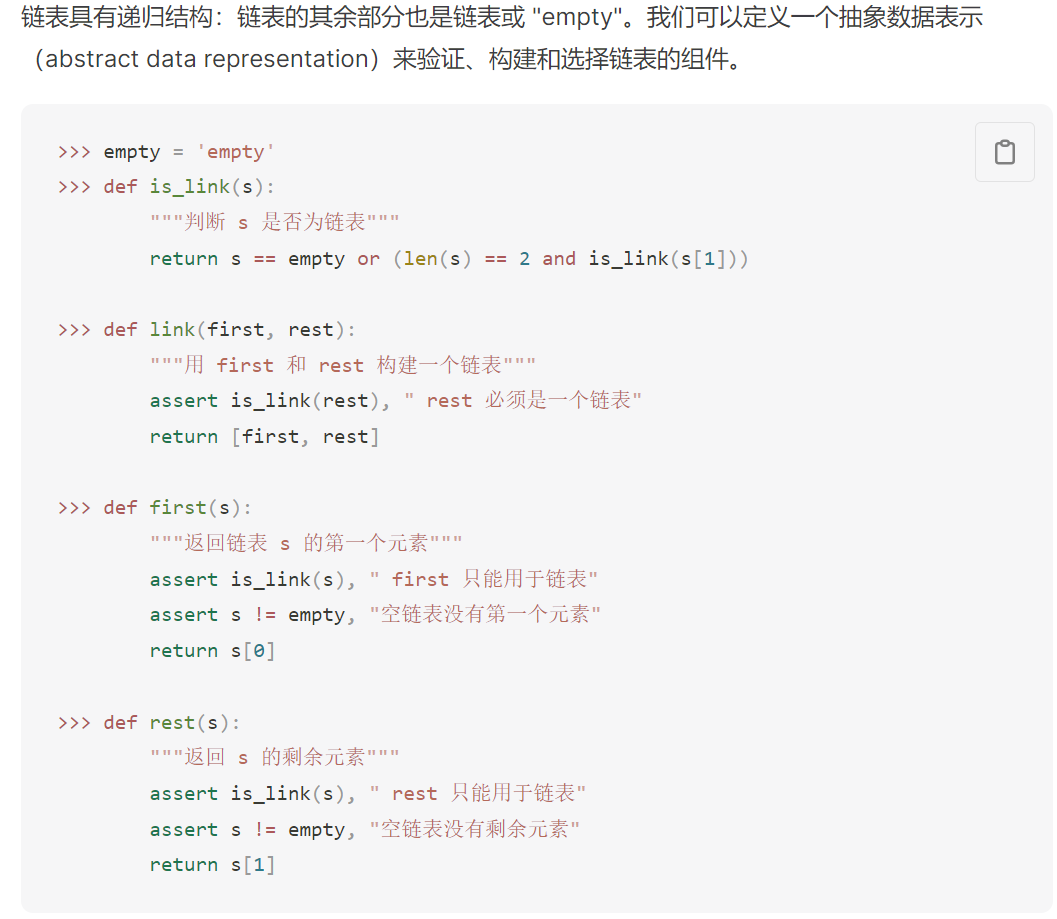 链表具有递归结构：链表的其余部分也是链表或 "empty"。我们可以定义一个抽象数据表示
（abstract data representation）来验证、构建和选择链表的组件。
>>> empty = 'empty'
>>> def is_link(s):
        """判断 s 是否为链表"""
        return s == empty or (len(s) == 2 and is_link(s[1]))
>>> def link(first, rest):
        """用 first 和 rest 构建一个链表"""
        assert is_link(rest), " rest 必须是一个链表"
        return [first, rest]
>>> def first(s):
        """返回链表 s 的第一个元素"""
        assert is_link(s), " first 只能用于链表"
        assert s != empty, "空链表没有第一个元素"
        return s[0]
>>> def rest(s):
        """返回 s 的剩余元素"""
        assert is_link(s), " rest 只能用于链表"
        assert s != empty, "空链表没有剩余元素"
        return s[1]